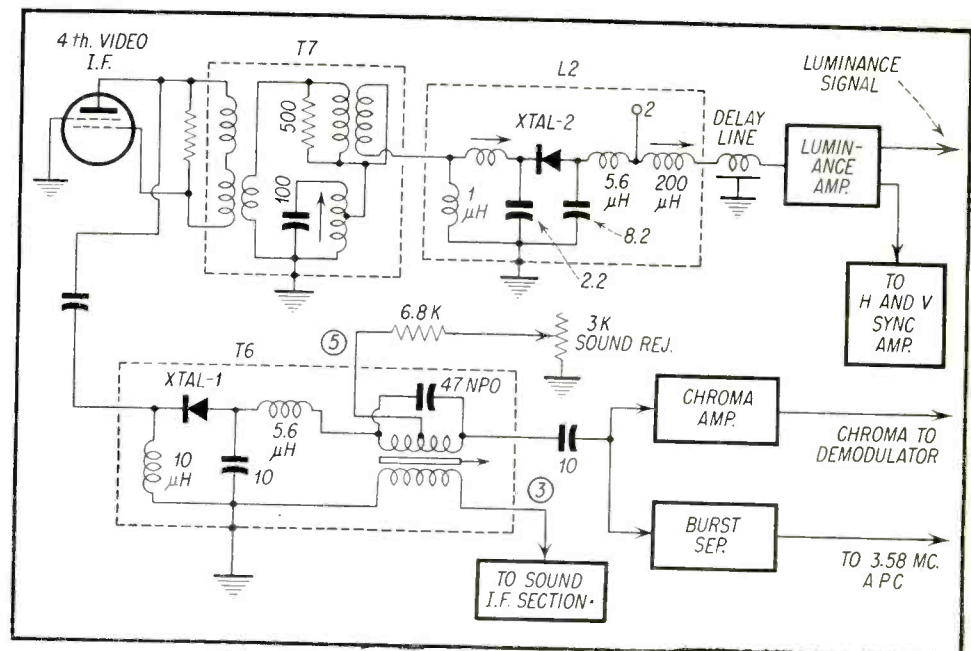 4 th. VIDEO
I.F.
T7
500
100
L2
XTAL-2
2
1
μH
5.6
μH
200
μH
8.2
2.2
DELAY
LINE
LUMINANCE
SIGNAL
LUMIN-
ANCE
AMP.
TO
H AND V
SYNC
AMP.
6.8 K
5
3K
SOUND REJ.
T6
XTAL-1
47 NPO
10
μH
10
5.6
μH
10
3
CHROMA
AMP.
CHROMA TO
DEMODULATOR
BURST
SEP.
TO 3.58 MC.
A P C
TO SOUND
I.F. SECTION.